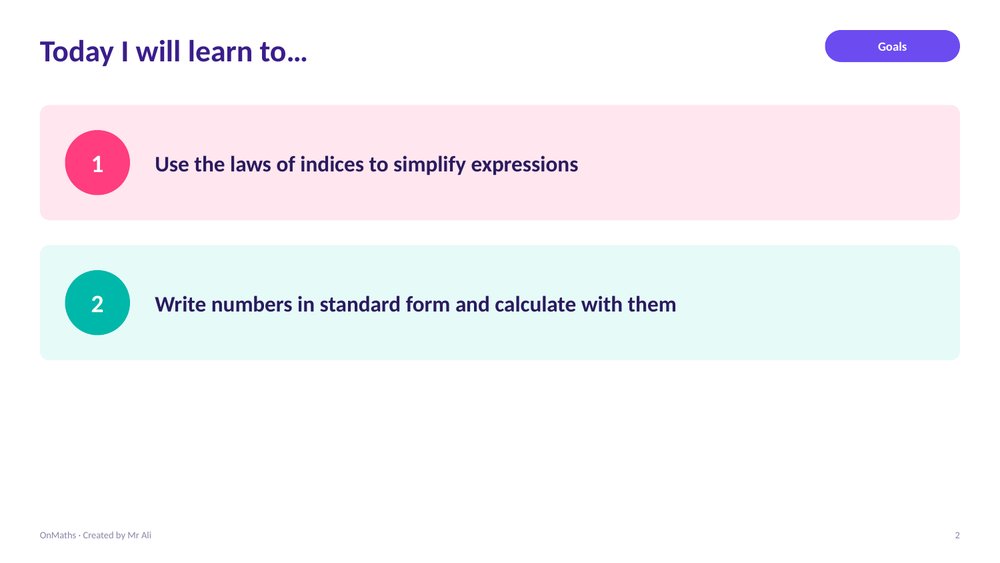 Today I will learn to...
Goals
1
Use the laws of indices to simplify expressions
2
Write numbers in standard form and calculate with them
OnMaths · Created by Mr Ali
2